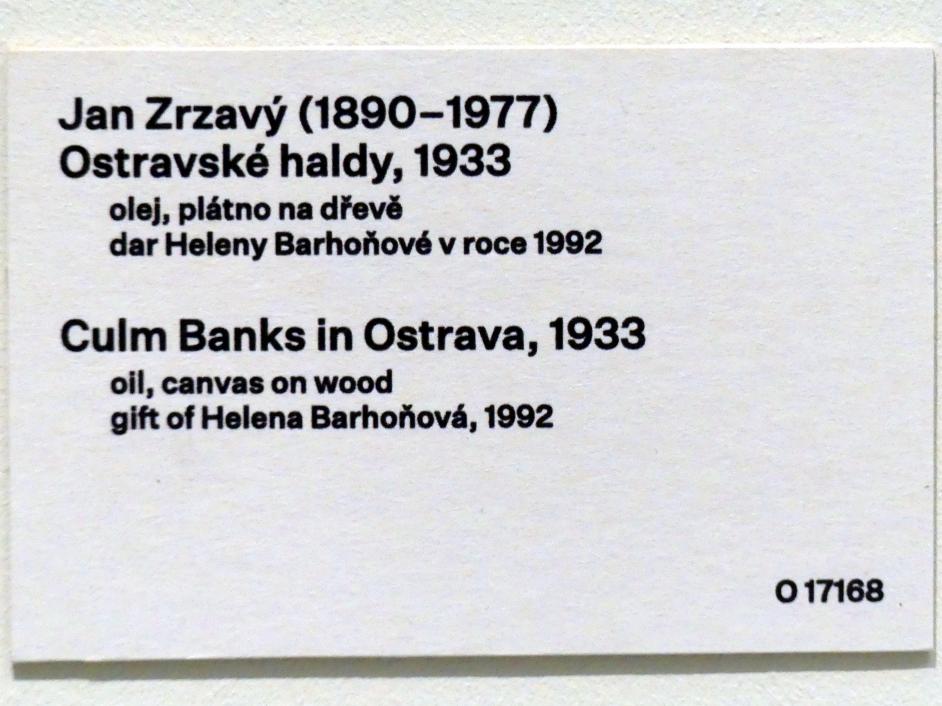 Jan Zrzavý (1890–1977)
Ostravské haldy, 1933
olej, plátno na dřevě
dar Heleny Barhoňové v roce 1992
Culm Banks in Ostrava, 1933
oil, canvas on wood
gift of Helena Barhoňová, 1992
O 17168